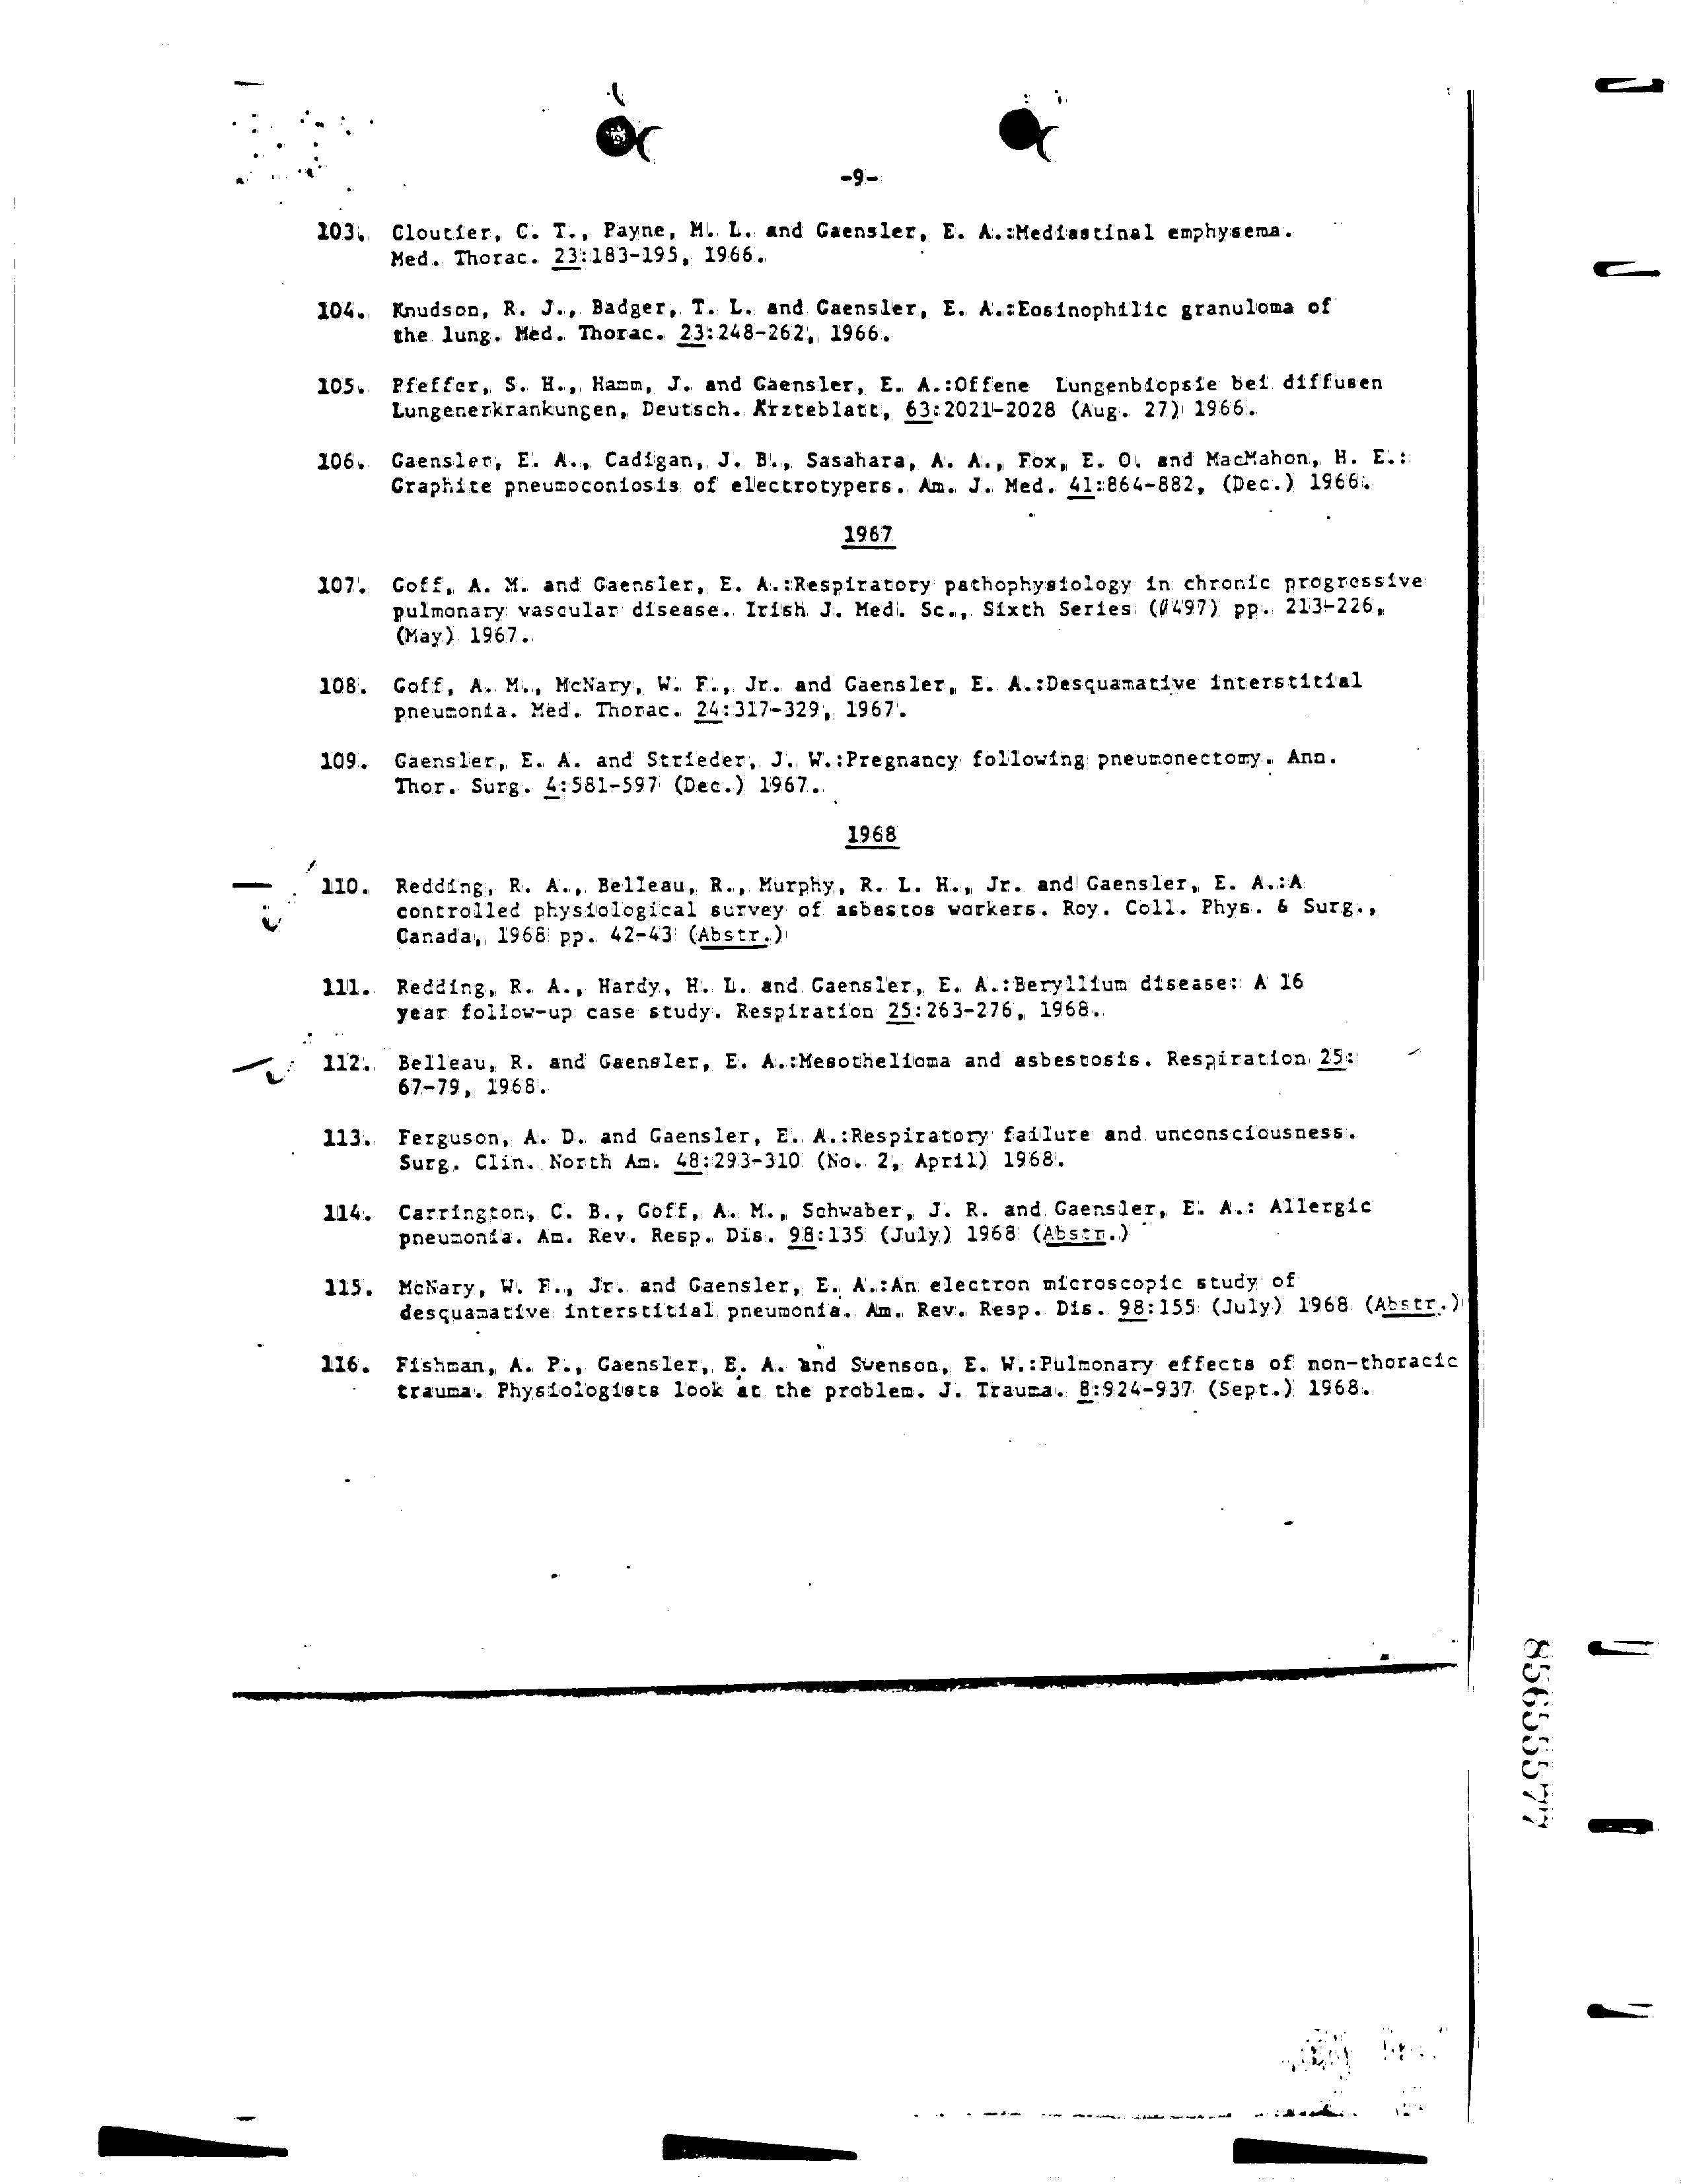 -9-
103. Cloutier, C. T., Payne, M. L. and Gaensler, E. A.:Mediastinal emphysema.
Med. Thorac. 23:183-195, 1966.
104. Knudson, R. J., Badger, T. L. and Gaensler, E. A.:Eosinophilic granuloma of
the lung. Med. Thorac. 23:248-262, 1966.
105. Pfeffer, S. H., Hamm, J. and Gaensler, E. A.:Offene Lungenbiopsie bei diffusen
Lungenerkrankungen, Deutsch. Ärzteblatt, 63:2021-2028 (Aug. 27) 1966.
106. Gaensler, E. A., Cadigan, J. B., Sasahara, A. A., Fox, E. O. and MacMahon, H. E.:
Graphite pneumoconiosis of electrotypers. Am. J. Med. 41:864-882, (Dec.) 1966.
1967
107. Goff, A. M. and Gaensler, E. A.:Respiratory pathophysiology in chronic progressive
pulmonary vascular disease. Irish J. Med. Sc., Sixth Series (#497) pp. 213-226,
(May) 1967.
108. Goff, A. M., McNary, W. F., Jr. and Gaensler, E. A.:Desquamative interstitial
pneumonia. Med. Thorac. 24:317-329, 1967.
109. Gaensler, E. A. and Strieder, J. W.:Pregnancy following pneumonectomy. Ann.
Thor. Surg. 4:581-597 (Dec.) 1967.
1968
110. Redding, R. A., Belleau, R., Murphy, R. L. H., Jr. and Gaensler, E. A.:A
controlled physiological survey of asbestos workers. Roy. Coll. Phys. & Surg.,
Canada, 1968 pp. 42-43 (Abstr.)
111. Redding, R. A., Hardy, H. L. and Gaensler, E. A.:Beryllium disease: A 16
year follow-up case study. Respiration 25:263-276, 1968.
112. Belleau, R. and Gaensler, E. A.:Mesothelioma and asbestosis. Respiration 25:
67-79, 1968.
113. Ferguson, A. D. and Gaensler, E. A.:Respiratory failure and unconsciousness.
Surg. Clin. North Am. 48:293-310 (No. 2, April) 1968.
114. Carrington, C. B., Goff, A. M., Schwaber, J. R. and Gaensler, E. A.: Allergic
pneumonia. Am. Rev. Resp. Dis. 98:135 (July) 1968 (Abstr.)
115. McNary, W. F., Jr. and Gaensler, E. A.:An electron microscopic study of
desquamative interstitial pneumonia. Am. Rev. Resp. Dis. 98:155 (July) 1968 (Abstr.)
116. Fishman, A. P., Gaensler, E. A. and Swenson, E. W.:Pulmonary effects of non-thoracic
trauma. Physiologists look at the problem. J. Trauma. 8:924-937 (Sept.) 1968.
85655577